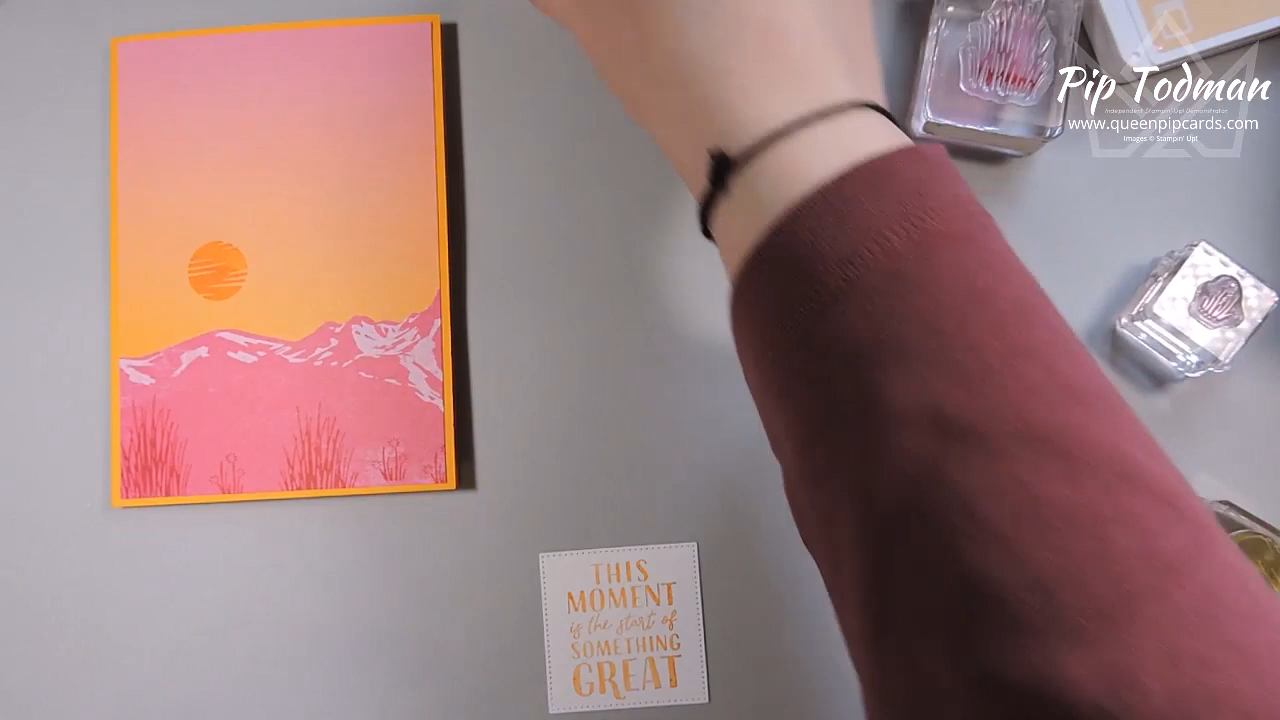 Pip Todman
Independent Stampin' Up! Demonstrator
www.queenpipcards.com
Images © Stampin' Up!
THIS
MOMENT
is the start of
SOMETHING
GREAT